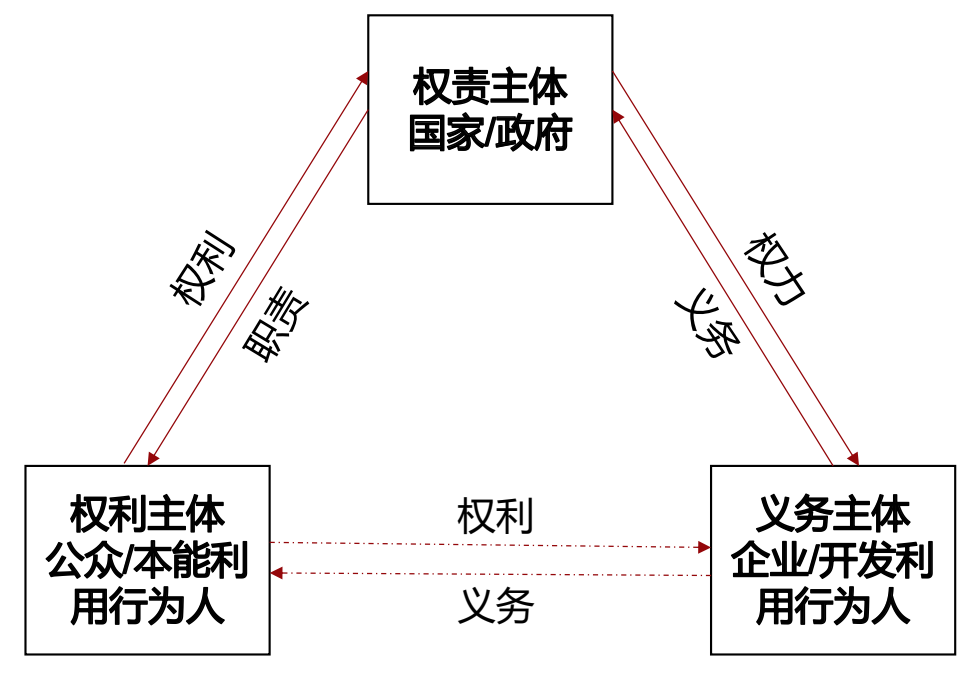 权责主体
国家/政府
权利
职责
权力
义务
权利主体
公众/本能利
用行为人
权利
义务
义务主体
企业/开发利
用行为人